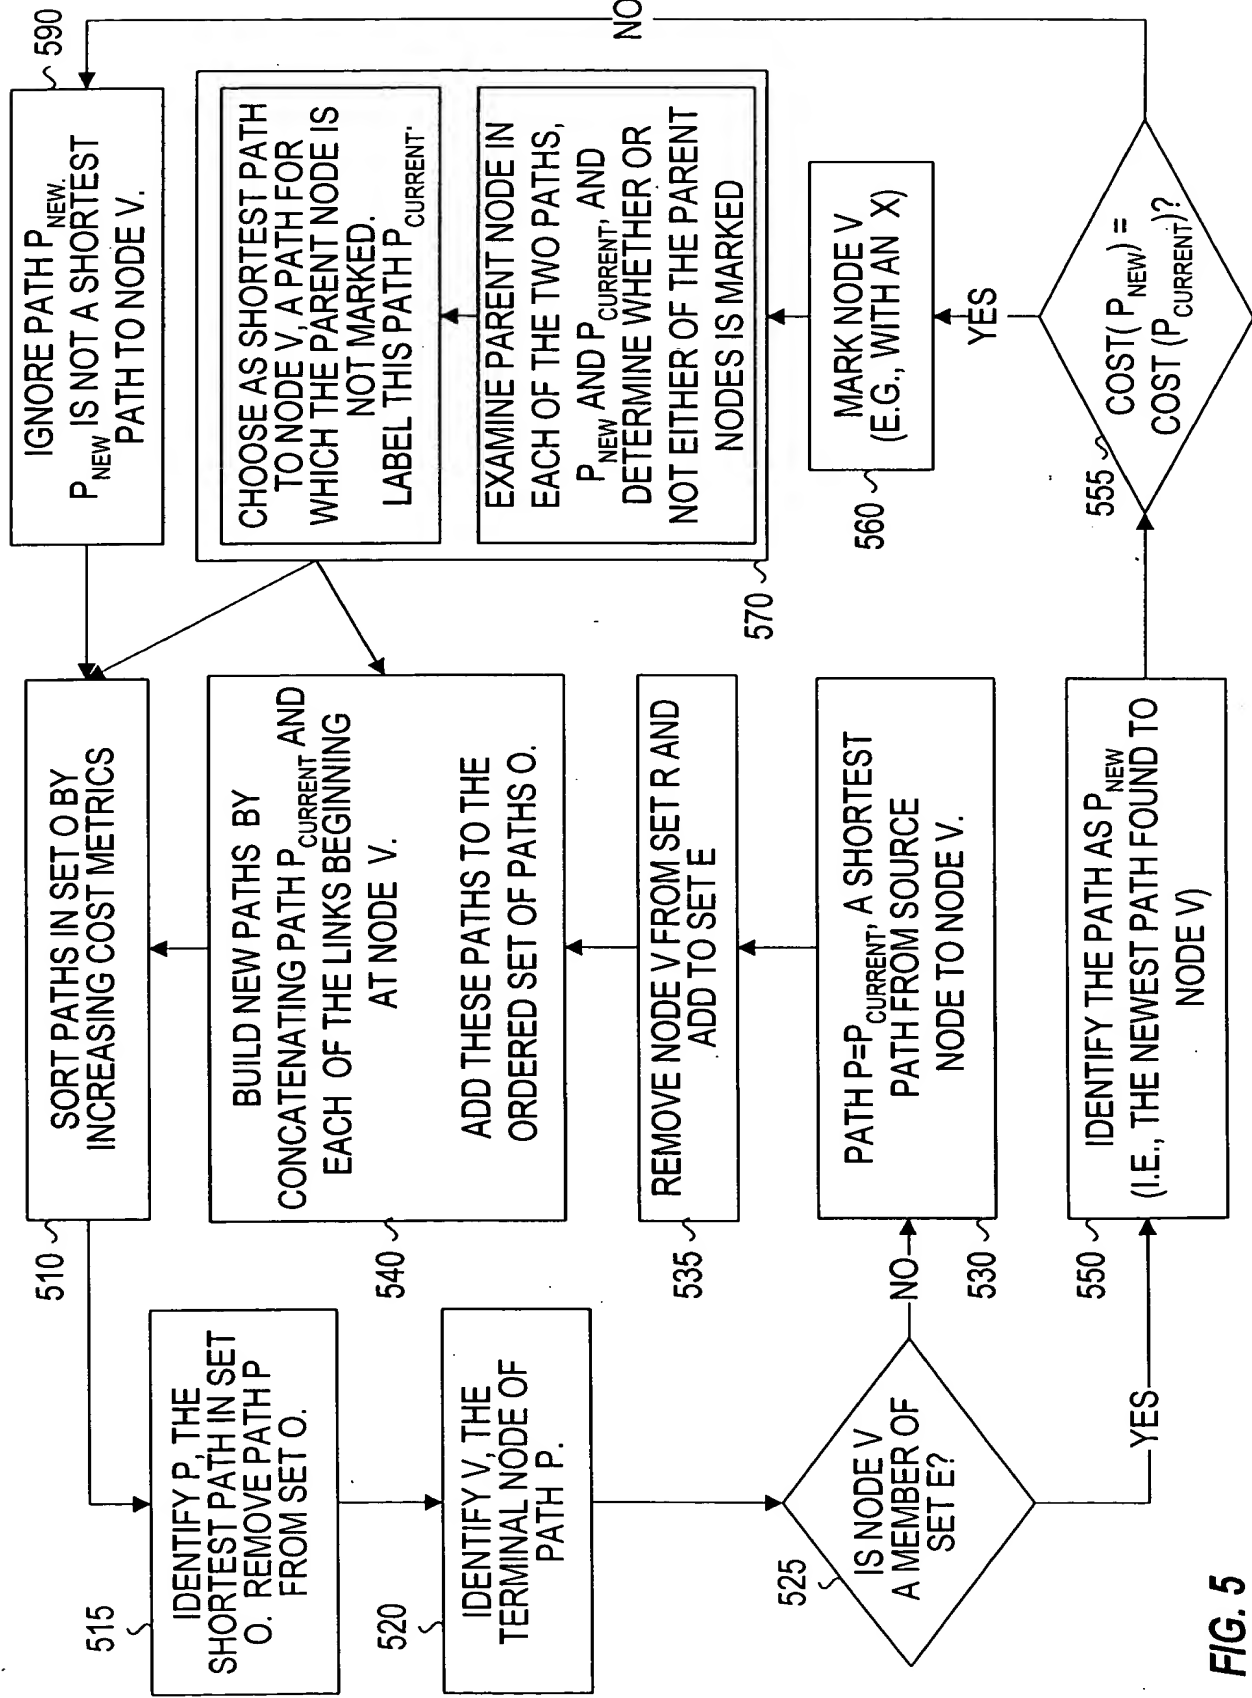 510
SORT PATHS IN SET O BY
INCREASING COST METRICS
590
IGNORE PATH P_NEW.
P_NEW IS NOT A SHORTEST
PATH TO NODE V.
515
IDENTIFY P, THE
SHORTEST PATH IN SET
O. REMOVE PATH P
FROM SET O.
540
BUILD NEW PATHS BY
CONCATENATING PATH P_CURRENT AND
EACH OF THE LINKS BEGINNING
AT NODE V.
ADD THESE PATHS TO THE
ORDERED SET OF PATHS O.
CHOOSE AS SHORTEST PATH
TO NODE V, A PATH FOR
WHICH THE PARENT NODE IS
NOT MARKED.
LABEL THIS PATH P_CURRENT.
520
IDENTIFY V, THE
TERMINAL NODE OF
PATH P.
EXAMINE PARENT NODE IN
EACH OF THE TWO PATHS,
P_NEW AND P_CURRENT, AND
DETERMINE WHETHER OR
NOT EITHER OF THE PARENT
NODES IS MARKED
NO
535
REMOVE NODE V FROM SET R AND
ADD TO SET E
570
525
IS NODE V
A MEMBER OF
SET E?
NO
530
PATH P=P_CURRENT, A SHORTEST
PATH FROM SOURCE
NODE TO NODE V.
560
MARK NODE V
(E.G., WITH AN X)
YES
YES
550
IDENTIFY THE PATH AS P_NEW
(I.E., THE NEWEST PATH FOUND TO
NODE V)
555
COST( P_NEW) =
COST (P_CURRENT)?
FIG. 5